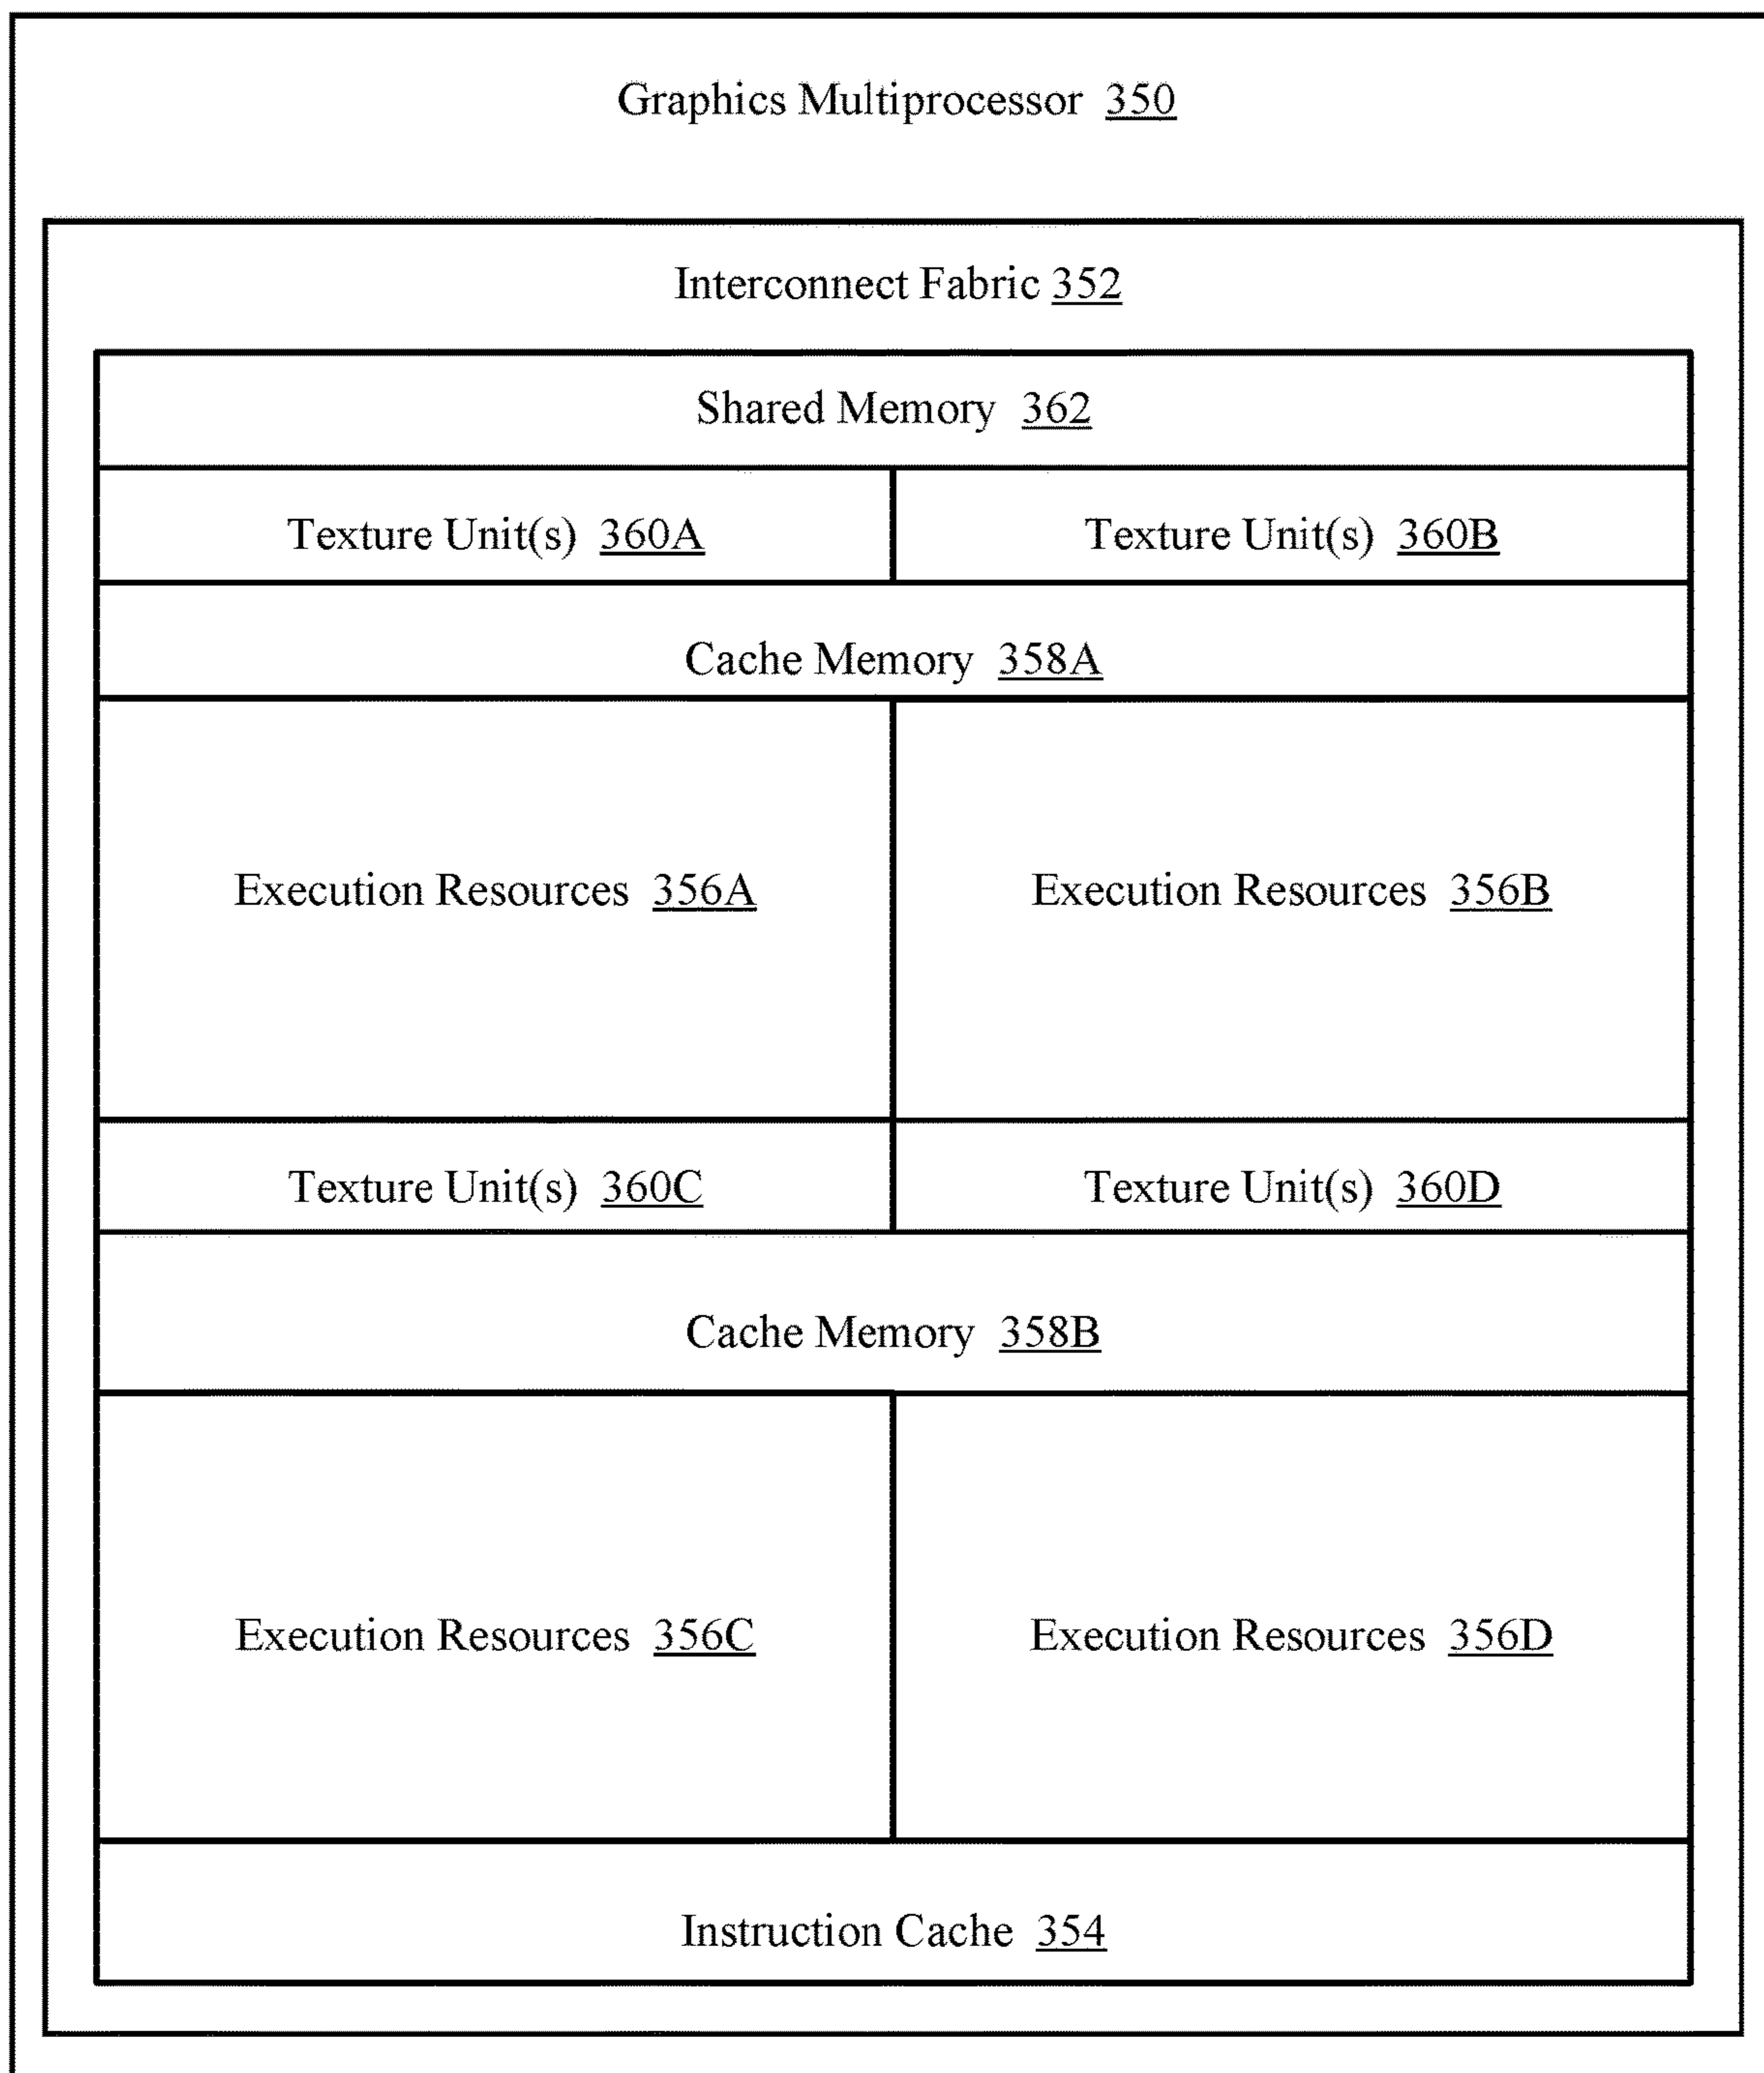 Graphics Multiprocessor 350
Interconnect Fabric 352
Shared Memory 362
Texture Unit(s) 360A
Texture Unit(s) 360B
Cache Memory 358A
Execution Resources 356A
Execution Resources 356B
Texture Unit(s) 360C
Texture Unit(s) 360D
Cache Memory 358B
Execution Resources 356C
Execution Resources 356D
Instruction Cache 354